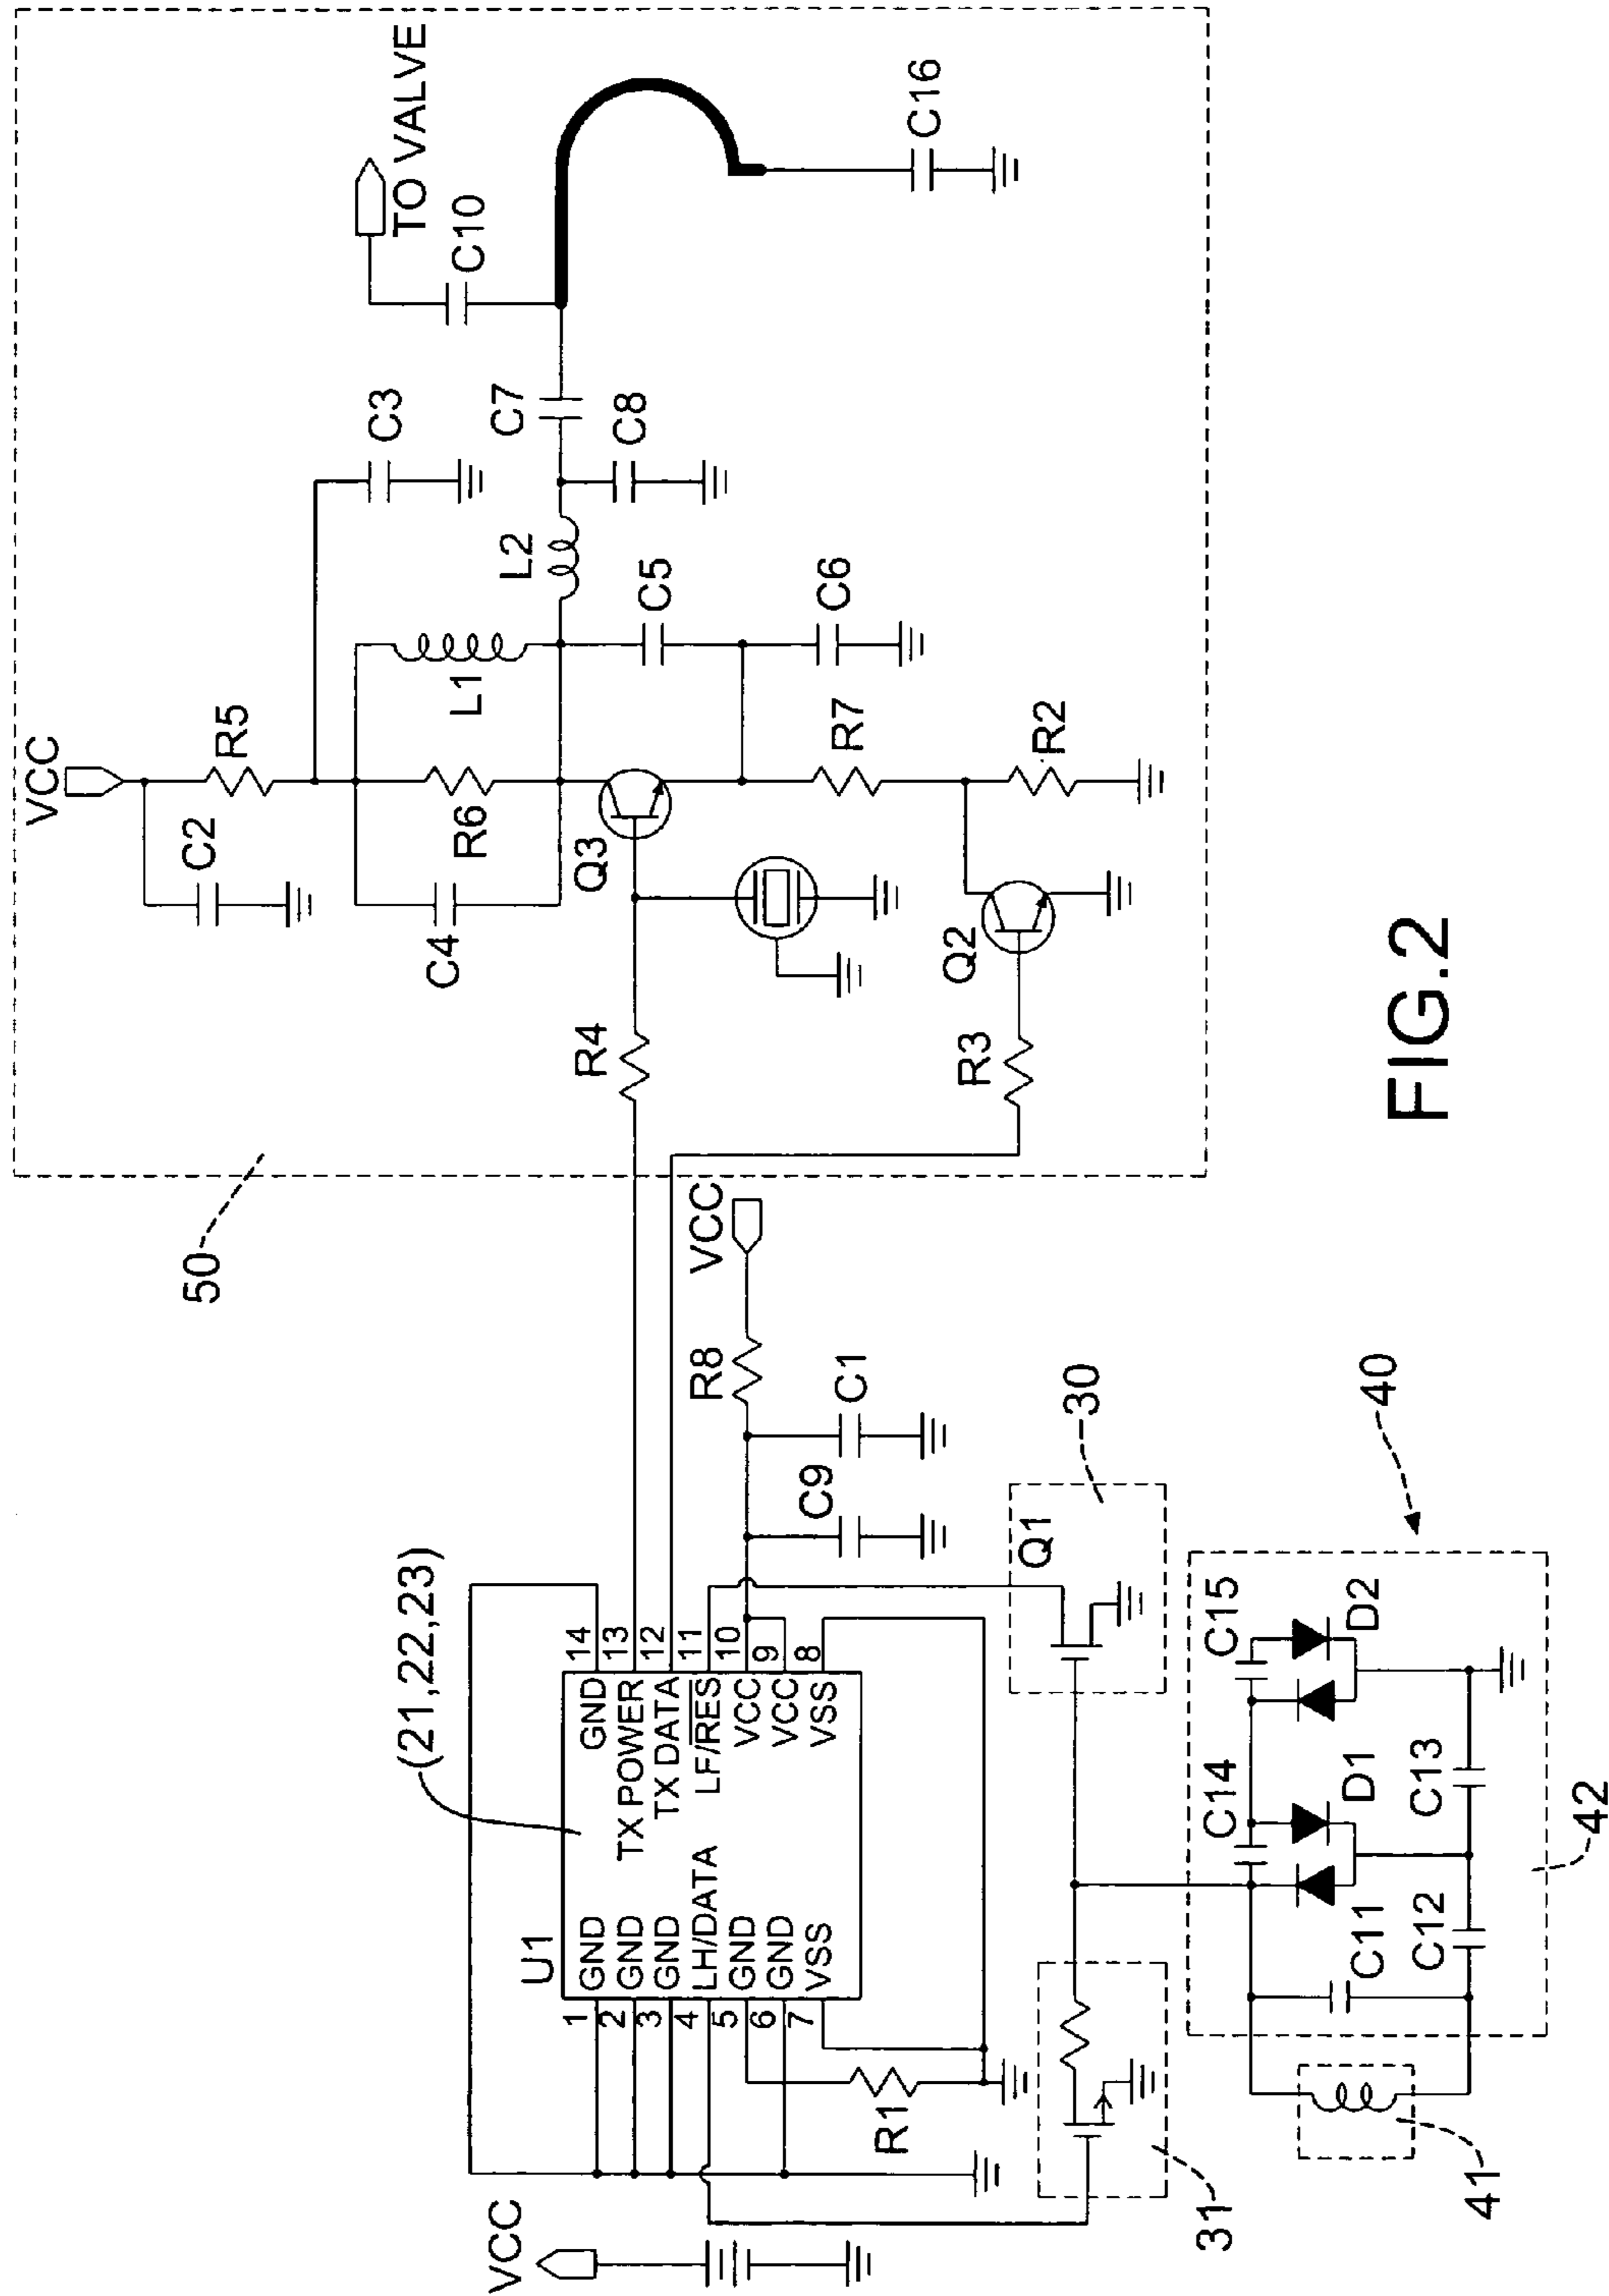 VCC
C2
R5
C3
C4
R6
L1
L2
C7
C10
TO VALVE
C8
C5
C6
C16
Q3
R4
R7
R2
Q2
R3
50
VCC
R8
C1
C9
(21,22,23)
U1
1 GND
2 GND
3 GND
4 LH/DATA
5 GND
6 GND
7 VSS
GND 14
TX POWER 13
TX DATA 12
LF/RES 11
VCC 10
VCC 9
VSS 8
R1
VCC
Q1
30
31
40
C15
D2
C14
D1
C13
C11
C12
42
41
FIG.2